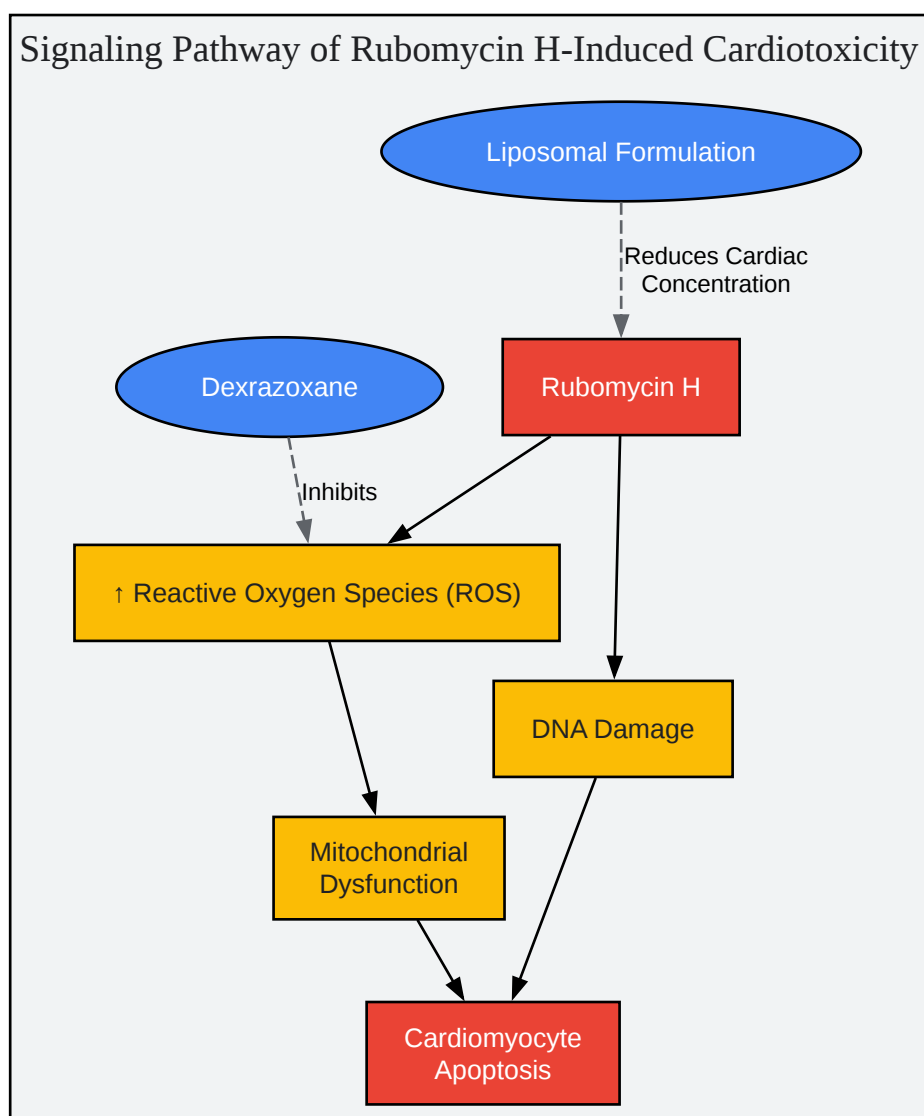 Signaling Pathway of Rubomycin H-Induced Cardiotoxicity
Liposomal Formulation
Reduces Cardiac
Concentration
Dexrazoxane
Rubomycin H
Inhibits
↑ Reactive Oxygen Species (ROS)
DNA Damage
Mitochondrial
Dysfunction
Cardiomyocyte
Apoptosis